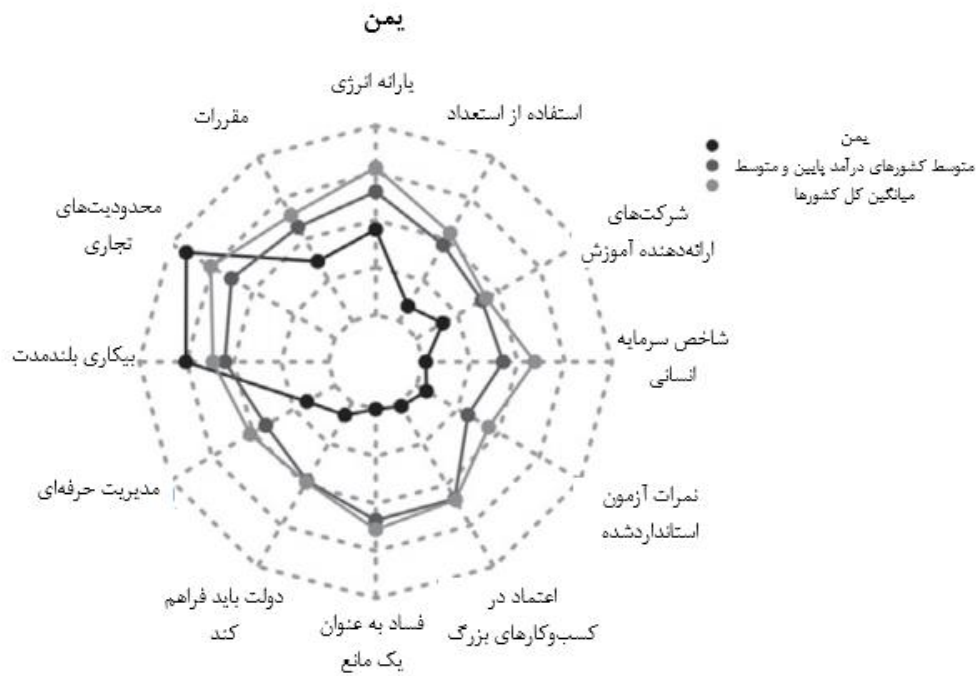 یمن
یارانه انرژی
استفاده از استعداد
شرکت‌های
ارائه‌دهنده آموزش
شاخص سرمایه
انسانی
نمرات آزمون
استانداردشده
اعتماد در
کسب‌وکارهای بزرگ
فساد به عنوان
یک مانع
دولت باید فراهم
کند
مدیریت حرفه‌ای
بیکاری بلندمدت
محدودیت‌های
تجاری
مقررات
یمن
متوسط کشورهای درآمد پایین و متوسط
میانگین کل کشورها